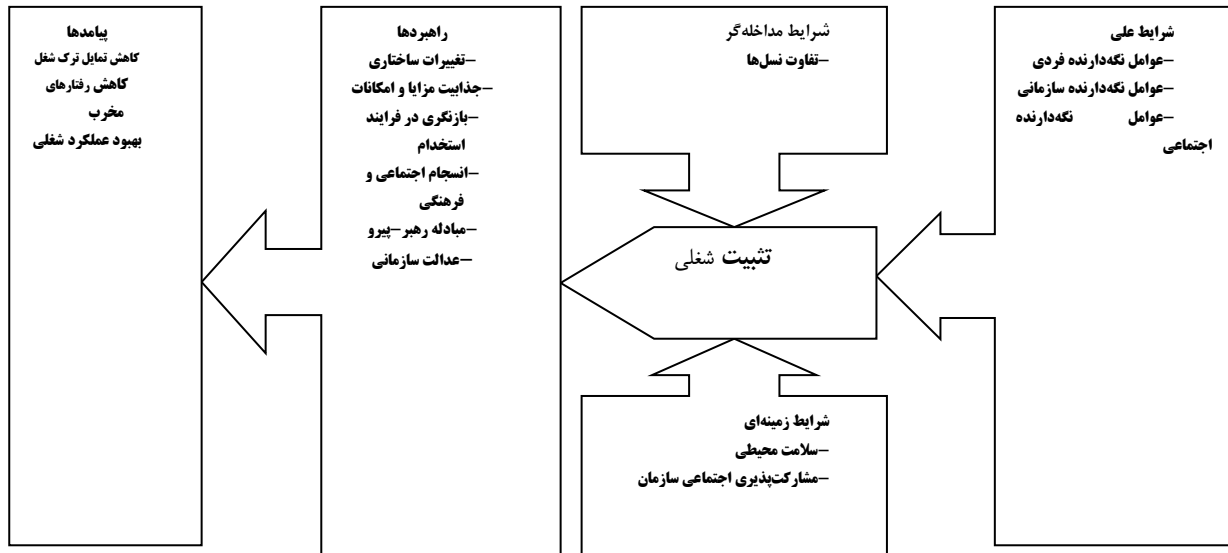 شرایط علی
–عوامل نگه‌دارنده فردی
–عوامل نگه‌دارنده سازمانی
–عوامل نگه‌دارنده
اجتماعی
شرایط مداخله‌گر
–تفاوت نسل‌ها
تثبیت شغلی
شرایط زمینه‌ای
–سلامت محیطی
–مشارکت‌پذیری اجتماعی سازمان
راهبردها
–تغییرات ساختاری
–جذابیت مزایا و امکانات
–بازنگری در فرایند
استخدام
–انسجام اجتماعی و
فرهنگی
–مبادله رهبر–پیرو
–عدالت سازمانی
پیامدها
کاهش تمایل ترک شغل
کاهش رفتارهای
مخرب
بهبود عملکرد شغلی